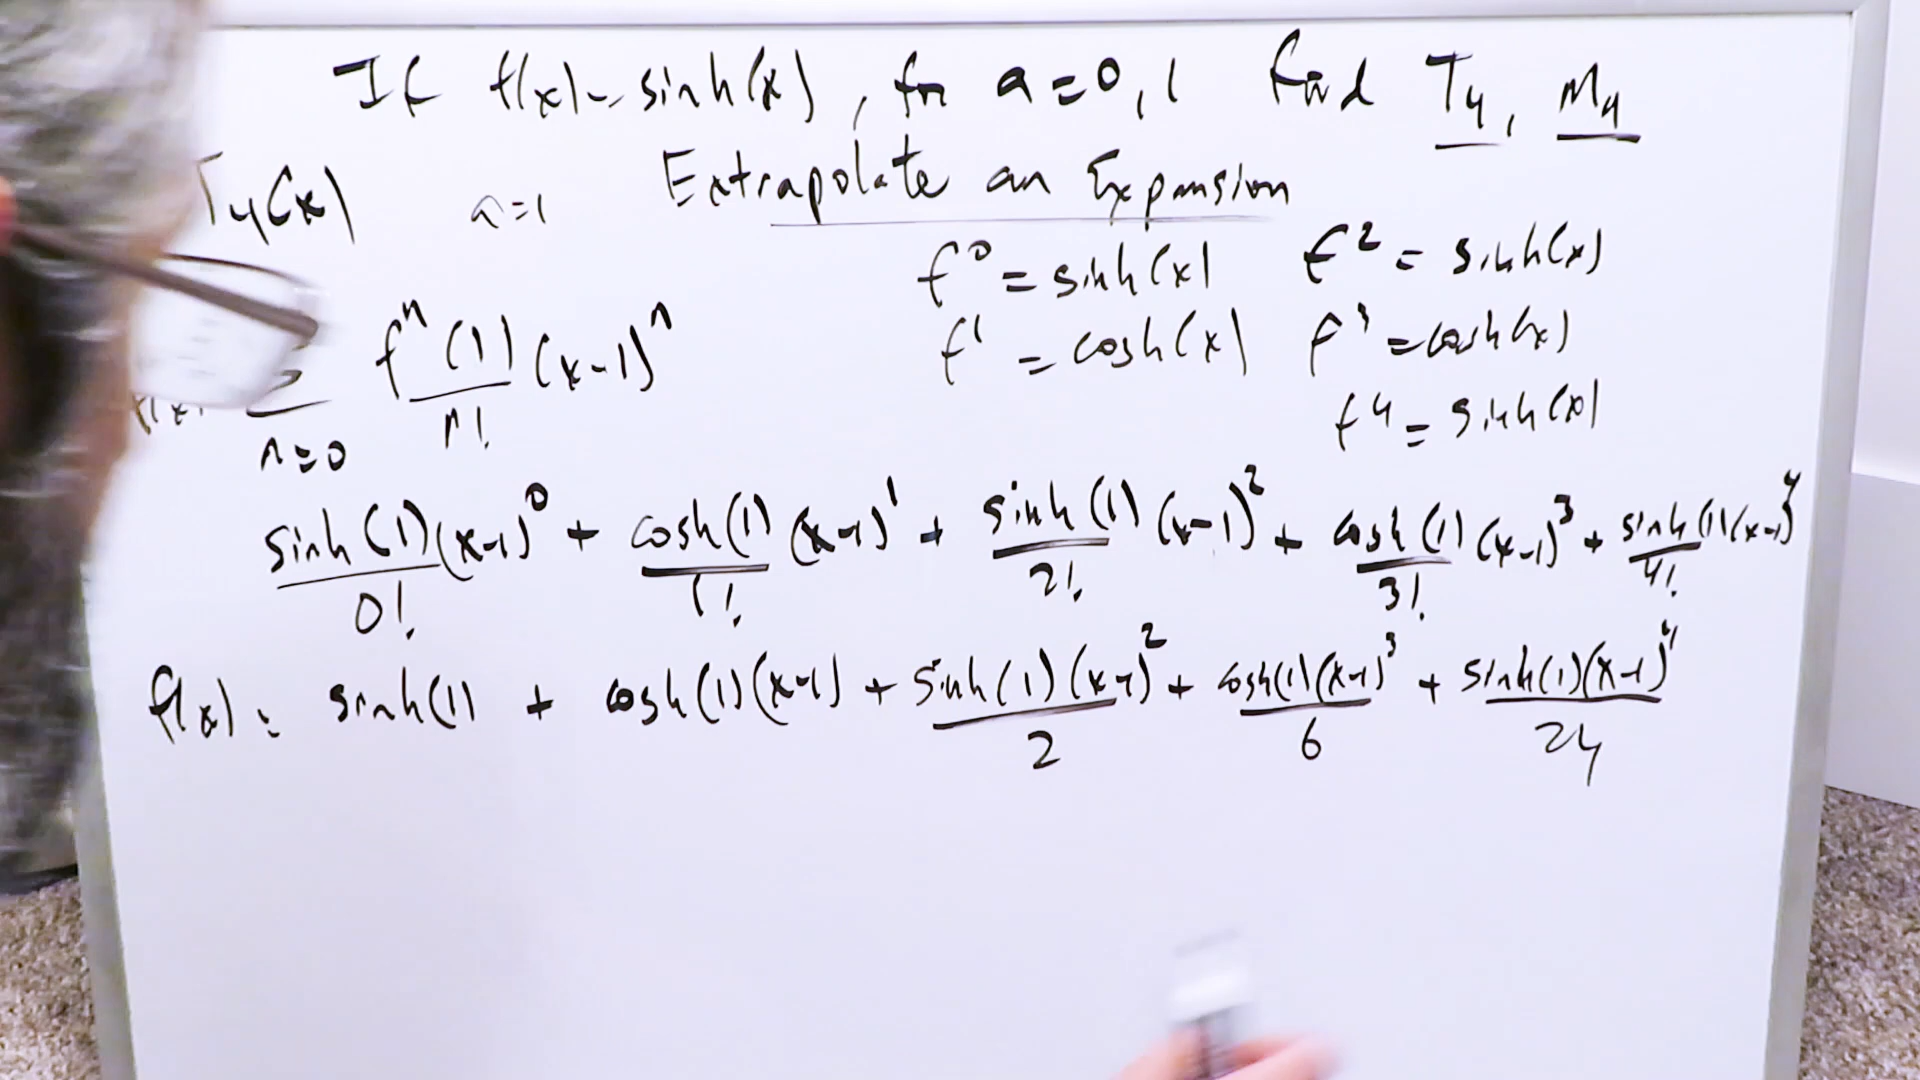 If f(x) = sinh(x), for a=0,1 find T₄, M₄
T₄(x) a=1 Extrapolate an Expansion
f⁰ = sinh(x) f² = sinh(x)
fⁿ(1)/n! (x-1)ⁿ f¹ = cosh(x) f³ = cosh(x)
n=0 f⁴ = sinh(x)
sinh(1)/0! (x-1)⁰ + cosh(1)/1! (x-1)¹ + sinh(1)/2! (x-1)² + cosh(1)/3! (x-1)³ + sinh(1)/4! (x-1)⁴
f(x) = sinh(1) + cosh(1)(x-1) + sinh(1)(x-1)²/2 + cosh(1)(x-1)³/6 + sinh(1)(x-1)⁴/24